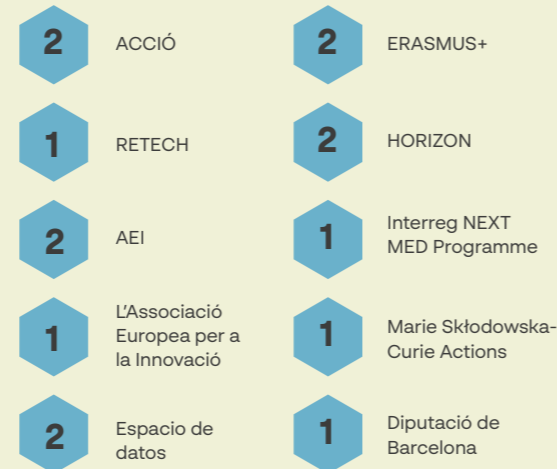 2
ACCIÓ
1
RETECH
2
AEI
1
L'Associació
Europea per a
la Innovació
2
Espacio de
datos
2
ERASMUS+
2
HORIZON
1
Interreg NEXT
MED Programme
1
Marie Skłodowska-
Curie Actions
1
Diputació de
Barcelona